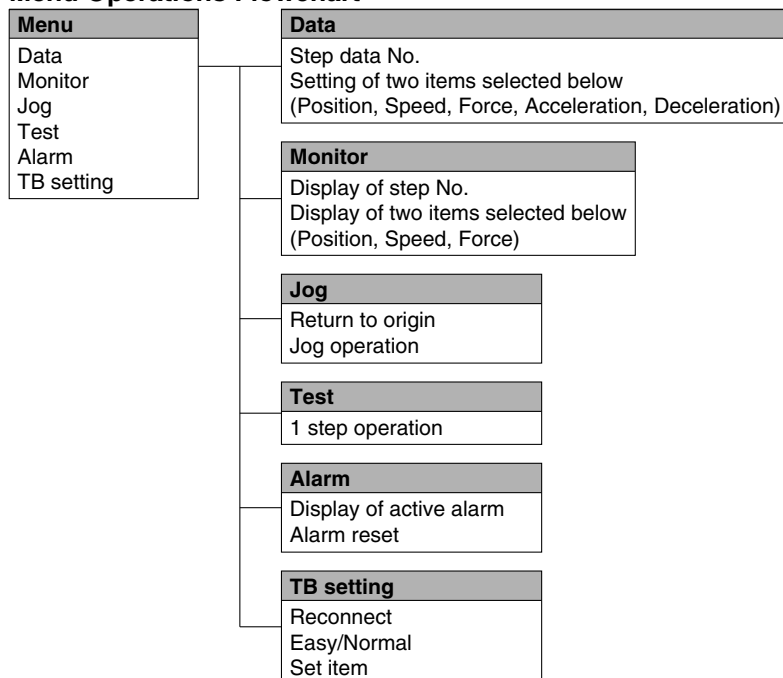 Menu Operations Flowchart
Menu
Data
Monitor
Jog
Test
Alarm
TB setting
Data
Step data No.
Setting of two items selected below
(Position, Speed, Force, Acceleration, Deceleration)
Monitor
Display of step No.
Display of two items selected below
(Position, Speed, Force)
Jog
Return to origin
Jog operation
Test
1 step operation
Alarm
Display of active alarm
Alarm reset
TB setting
Reconnect
Easy/Normal
Set item